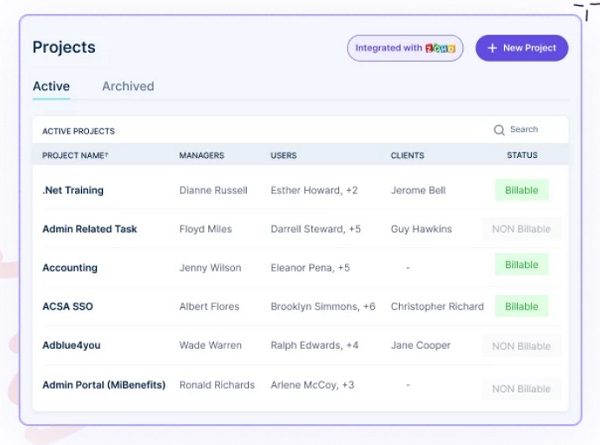 Projects
Integrated with ZOHO
+ New Project
Active Archived
ACTIVE PROJECTS
Search
PROJECT NAME↑ MANAGERS USERS CLIENTS STATUS
.Net Training Dianne Russell Esther Howard, +2 Jerome Bell Billable
Admin Related Task Floyd Miles Darrell Steward, +5 Guy Hawkins NON Billable
Accounting Jenny Wilson Eleanor Pena, +5 - Billable
ACSA SSO Albert Flores Brooklyn Simmons, +6 Christopher Richard Billable
Adblue4you Wade Warren Ralph Edwards, +4 Jane Cooper NON Billable
Admin Portal (MiBenefits) Ronald Richards Arlene McCoy, +3 - NON Billable